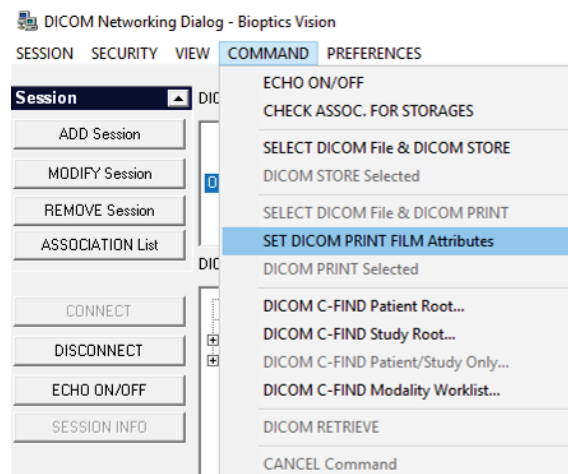 DICOM Networking Dialog - Bioptics Vision
SESSION SECURITY VIEW COMMAND PREFERENCES
Session
DIC
ADD Session
MODIFY Session
REMOVE Session
ASSOCIATION List
DIC
CONNECT
DISCONNECT
ECHO ON/OFF
SESSION INFO
ECHO ON/OFF
CHECK ASSOC. FOR STORAGES
SELECT DICOM File & DICOM STORE
DICOM STORE Selected
SELECT DICOM File & DICOM PRINT
SET DICOM PRINT FILM Attributes
DICOM PRINT Selected
DICOM C-FIND Patient Root...
DICOM C-FIND Study Root...
DICOM C-FIND Patient/Study Only...
DICOM C-FIND Modality Worklist...
DICOM RETRIEVE
CANCEL Command